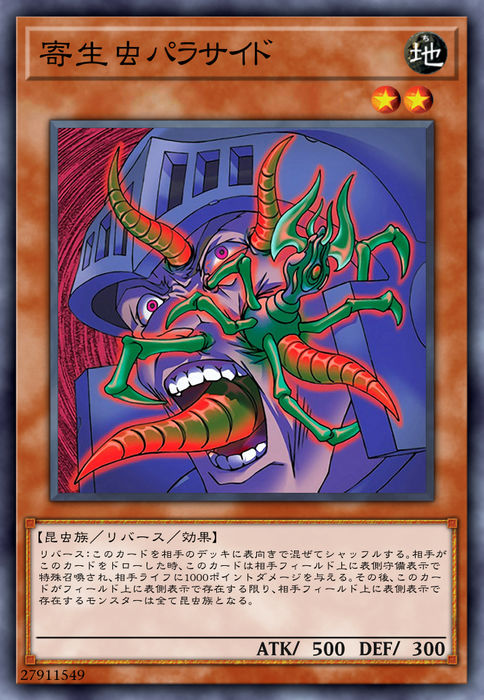 寄生虫パラサイド
ち
地
【昆虫族／リバース／効果】
リバース：このカードを相手のデッキに表向きで混ぜてシャッフルする。相手が
このカードをドローした時、このカードは相手フィールド上に表側守備表示で
特殊召喚され、相手ライフに1000ポイントダメージを与える。その後、このカー
ドがフィールド上に表側表示で存在する限り、相手フィールド上に表側表示で
存在するモンスターは全て昆虫族となる。
ATK/ 500 DEF/ 300
27911549